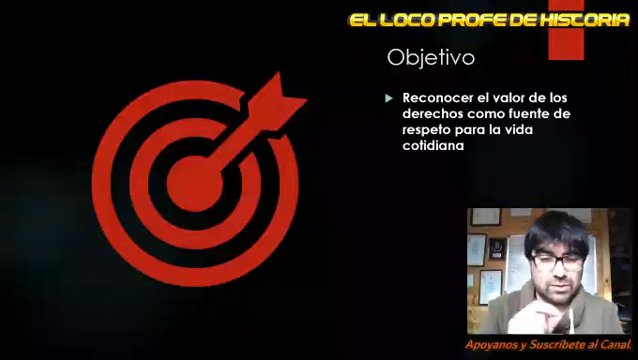 EL LOCO PROFE DE HISTORIA
Objetivo
Reconocer el valor de los
derechos como fuente de
respeto para la vida
cotidiana
Apoyanos y Suscríbete al Canal.